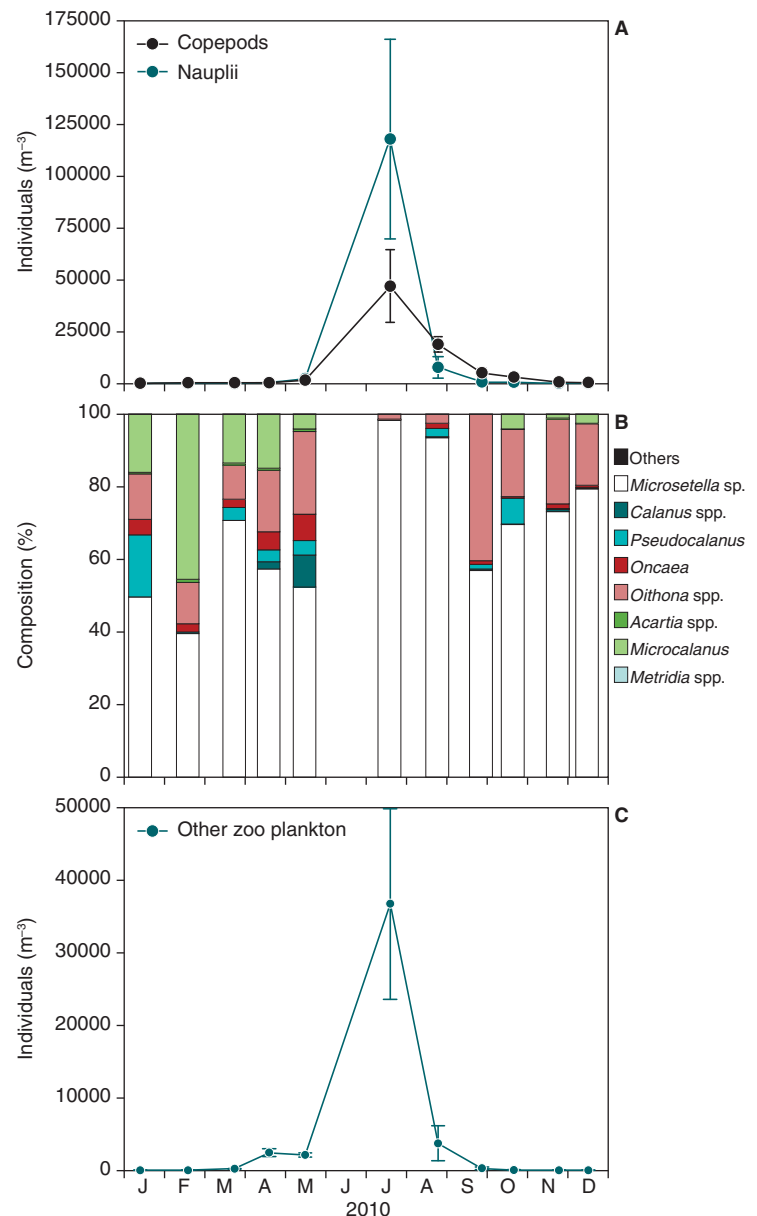 A
Copepods
Nauplii
Individuals (m⁻³)
175000
150000
125000
100000
75000
50000
25000
0
B
Composition (%)
100
80
60
40
20
0
Others
Microsetella sp.
Calanus spp.
Pseudocalanus
Oncaea
Oithona spp.
Acartia spp.
Microcalanus
Metridia spp.
C
Other zoo plankton
Individuals (m⁻³)
50000
40000
30000
20000
10000
0
J F M A M J J A S O N D
2010